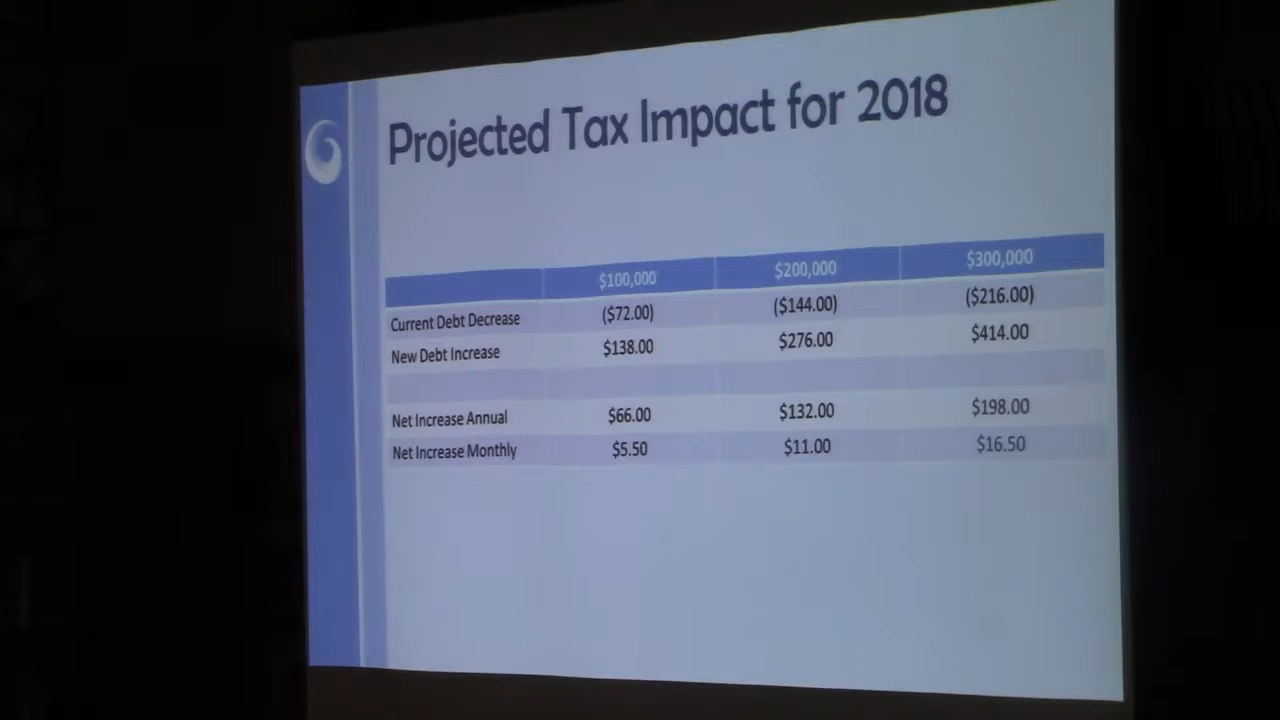 Projected Tax Impact for 2018
$100,000 $200,000 $300,000
Current Debt Decrease ($72.00) ($144.00) ($216.00)
New Debt Increase $138.00 $276.00 $414.00
Net Increase Annual $66.00 $132.00 $198.00
Net Increase Monthly $5.50 $11.00 $16.50